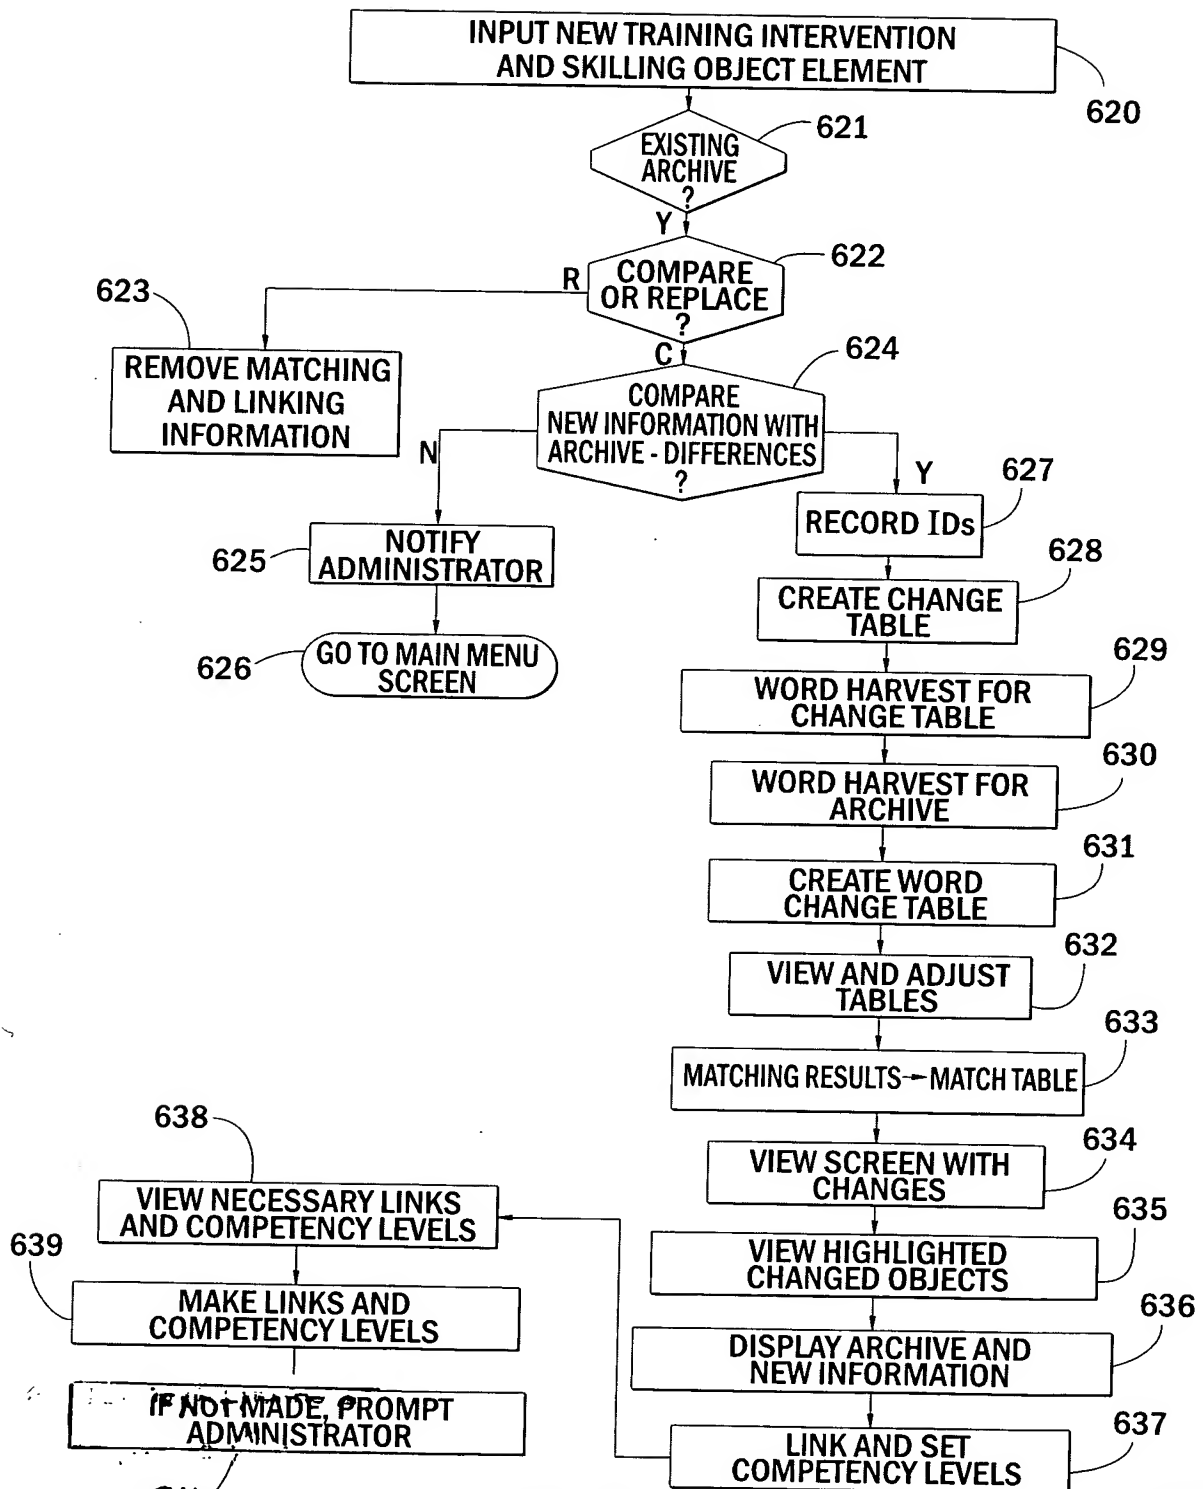 INPUT NEW TRAINING INTERVENTION
AND SKILLING OBJECT ELEMENT
620
EXISTING
ARCHIVE
?
621
Y
COMPARE
OR REPLACE
?
622
R
623
REMOVE MATCHING
AND LINKING
INFORMATION
C
624
COMPARE
NEW INFORMATION WITH
ARCHIVE - DIFFERENCES
?
N
Y
625
NOTIFY
ADMINISTRATOR
626
GO TO MAIN MENU
SCREEN
627
RECORD IDs
628
CREATE CHANGE
TABLE
629
WORD HARVEST FOR
CHANGE TABLE
630
WORD HARVEST FOR
ARCHIVE
631
CREATE WORD
CHANGE TABLE
632
VIEW AND ADJUST
TABLES
633
MATCHING RESULTS→MATCH TABLE
634
VIEW SCREEN WITH
CHANGES
635
VIEW HIGHLIGHTED
CHANGED OBJECTS
636
DISPLAY ARCHIVE AND
NEW INFORMATION
637
LINK AND SET
COMPETENCY LEVELS
638
VIEW NECESSARY LINKS
AND COMPETENCY LEVELS
639
MAKE LINKS AND
COMPETENCY LEVELS
IF NOT MADE, PROMPT
ADMINISTRATOR